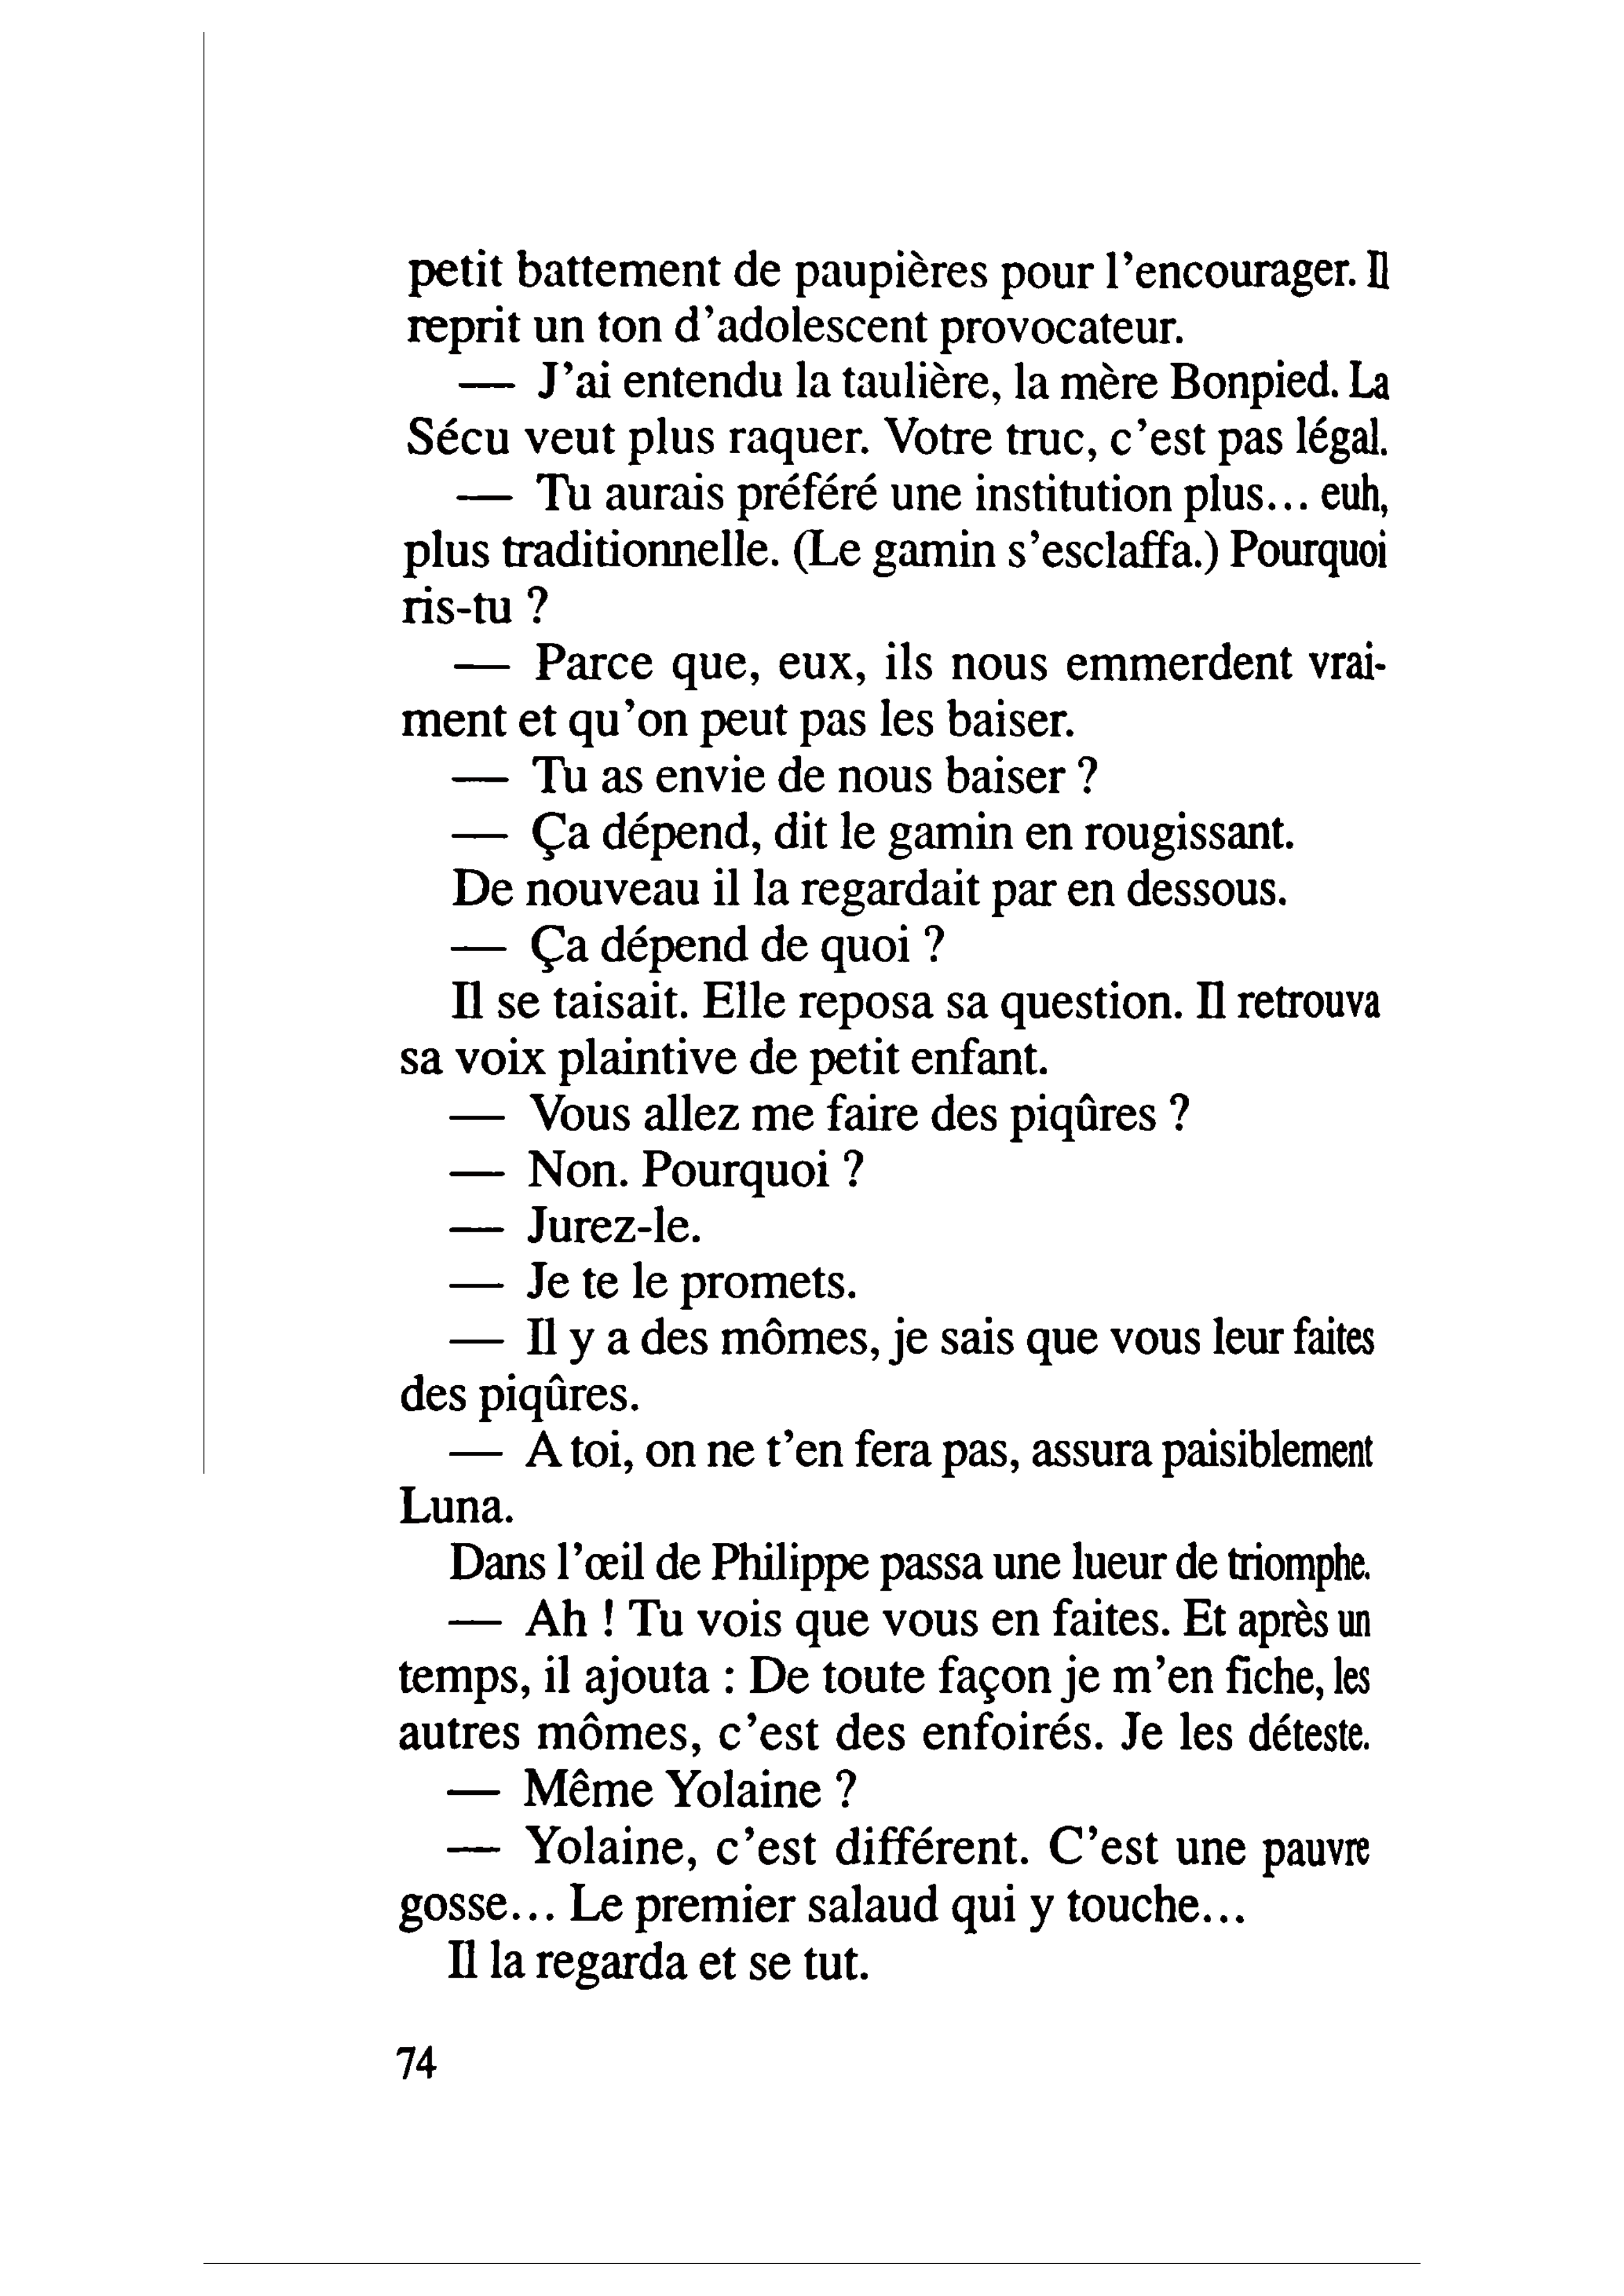 petit battement de paupières pour l'encourager. Il
reprit un ton d'adolescent provocateur.
— J'ai entendu la taulière, la mère Bonpied. La
Sécu veut plus raquer. Votre truc, c'est pas légal.
— Tu aurais préféré une institution plus... euh,
plus traditionnelle. (Le gamin s'esclaffa.) Pourquoi
ris-tu ?
— Parce que, eux, ils nous emmerdent vrai-
ment et qu'on peut pas les baiser.
— Tu as envie de nous baiser ?
— Ça dépend, dit le gamin en rougissant.
De nouveau il la regardait par en dessous.
— Ça dépend de quoi ?
Il se taisait. Elle reposa sa question. Il retrouva
sa voix plaintive de petit enfant.
— Vous allez me faire des piqûres ?
— Non. Pourquoi ?
— Jurez-le.
— Je te le promets.
— Il y a des mômes, je sais que vous leur faites
des piqûres.
— A toi, on ne t'en fera pas, assura paisiblement
Luna.
Dans l'œil de Philippe passa une lueur de triomphe.
— Ah ! Tu vois que vous en faites. Et après un
temps, il ajouta : De toute façon je m'en fiche, les
autres mômes, c'est des enfoirés. Je les déteste.
— Même Yolaine ?
— Yolaine, c'est différent. C'est une pauvre
gosse... Le premier salaud qui y touche...
Il la regarda et se tut.
74